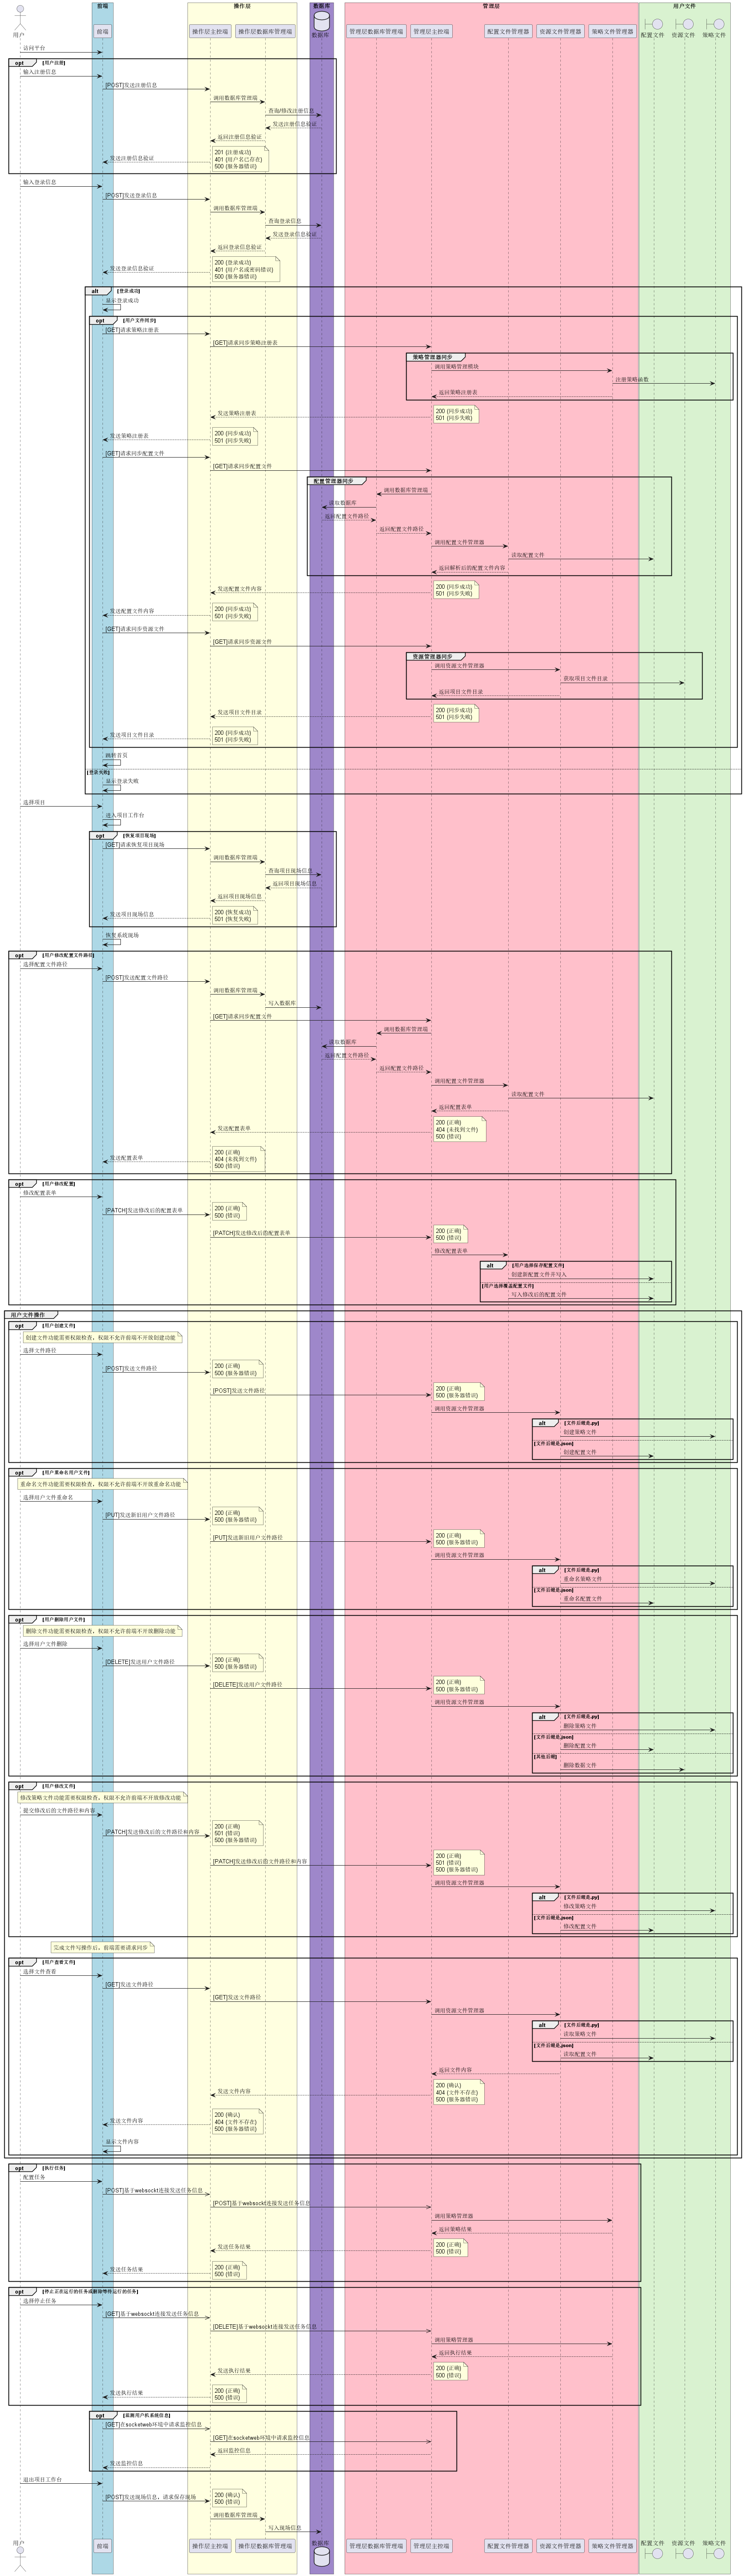 前端
操作层
数据库
管理层
用户文件
用户
前端
操作层主控端
操作层数据库管理端
数据库
管理层数据库管理端
管理层主控端
配置文件管理器
资源文件管理器
策略文件管理器
配置文件
资源文件
策略文件
访问平台
opt [用户注册]
输入注册信息
[POST]发送注册信息
调用数据库管理端
查询/修改注册信息
发送注册信息验证
返回注册信息验证
201 (注册成功)
401 (用户名已存在)
500 (服务器错误)
发送注册信息验证
输入登录信息
[POST]发送登录信息
调用数据库管理端
查询登录信息
发送登录信息验证
返回登录信息验证
200 (登录成功)
401 (用户名或密码错误)
500 (服务器错误)
发送登录信息验证
alt [登录成功]
显示登录成功
opt [用户文件同步]
[GET]请求策略注册表
[GET]请求同步策略注册表
策略管理器同步
调用策略管理模块
注册策略函数
返回策略注册表
200 (同步成功)
501 (同步失败)
发送策略注册表
200 (同步成功)
501 (同步失败)
发送策略注册表
[GET]请求同步配置文件
[GET]请求同步配置文件
配置管理器同步
调用数据库管理端
读取数据库
返回配置文件路径
返回配置文件路径
调用配置文件管理器
读取配置文件
返回解析后的配置文件内容
200 (同步成功)
501 (同步失败)
发送配置文件内容
200 (同步成功)
501 (同步失败)
发送配置文件内容
[GET]请求同步资源文件
[GET]请求同步资源文件
资源管理器同步
调用资源文件管理器
获取项目文件目录
返回项目文件目录
200 (同步成功)
501 (同步失败)
发送项目文件目录
200 (同步成功)
501 (同步失败)
发送项目文件目录
跳转首页
[登录失败]
显示登录失败
选择项目
进入项目工作台
opt [恢复项目现场]
[GET]请求恢复项目现场
调用数据库管理端
查询项目现场信息
返回项目现场信息
返回项目现场信息
200 (恢复成功)
501 (恢复失败)
发送项目现场信息
恢复系统现场
opt [用户修改配置文件路径]
选择配置文件路径
[POST]发送配置文件路径
调用数据库管理端
写入数据库
[GET]请求同步配置文件
调用数据库管理端
读取数据库
返回配置文件路径
返回配置文件路径
调用配置文件管理器
读取配置文件
返回配置表单
200 (正确)
404 (未找到文件)
500 (错误)
发送配置表单
200 (正确)
404 (未找到文件)
500 (错误)
发送配置表单
opt [用户修改配置]
修改配置表单
[PATCH]发送修改后的配置表单
200 (正确)
500 (错误)
[PATCH]发送修改后的配置表单
200 (正确)
500 (错误)
修改配置表单
alt [用户选择保存配置文件]
创建新配置文件并写入
[用户选择覆盖配置文件]
写入修改后的配置文件
用户文件操作
opt [用户创建文件]
创建文件功能需要权限检查，权限不允许前端不开放创建功能
选择文件路径
[POST]发送文件路径
200 (正确)
500 (服务器错误)
[POST]发送文件路径
200 (正确)
500 (服务器错误)
调用资源文件管理器
alt [文件后缀是.py]
创建策略文件
[文件后缀是.json]
创建配置文件
opt [用户重命名用户文件]
重命名文件功能需要权限检查，权限不允许前端不开放重命名功能
选择用户文件重命名
[PUT]发送新旧用户文件路径
200 (正确)
500 (服务器错误)
[PUT]发送新旧用户文件路径
200 (正确)
500 (服务器错误)
调用资源文件管理器
alt [文件后缀是.py]
重命名策略文件
[文件后缀是.json]
重命名配置文件
opt [用户删除用户文件]
删除文件功能需要权限检查，权限不允许前端不开放删除功能
选择用户文件删除
[DELETE]发送用户文件路径
200 (正确)
500 (服务器错误)
[DELETE]发送用户文件路径
200 (正确)
500 (服务器错误)
调用资源文件管理器
alt [文件后缀是.py]
删除策略文件
[文件后缀是.json]
删除配置文件
[其他后缀]
删除数据文件
opt [用户修改文件]
修改策略文件功能需要权限检查，权限不允许前端不开放修改功能
提交修改后的文件路径和内容
[PATCH]发送修改后的文件路径和内容
200 (正确)
501 (错误)
500 (服务器错误)
[PATCH]发送修改后的文件路径和内容
200 (正确)
501 (错误)
500 (服务器错误)
调用资源文件管理器
alt [文件后缀是.py]
修改策略文件
[文件后缀是.json]
修改配置文件
完成文件写操作后，前端需要请求同步
opt [用户查看文件]
选择文件查看
[GET]发送文件路径
[GET]发送文件路径
调用资源文件管理器
alt [文件后缀是.py]
读取策略文件
[文件后缀是.json]
读取配置文件
返回文件内容
200 (确认)
404 (文件不存在)
500 (服务器错误)
发送文件内容
200 (确认)
404 (文件不存在)
500 (服务器错误)
发送文件内容
显示文件内容
opt [执行任务]
配置任务
[POST]基于websockt连接发送任务信息
[POST]基于websockt连接发送任务信息
调用策略管理器
返回策略结果
200 (正确)
500 (错误)
发送任务结果
200 (正确)
500 (错误)
发送任务结果
opt [停止正在运行的任务或删除等待运行的任务]
选择停止任务
[GET]基于websockt连接发送任务信息
[DELETE]基于websockt连接发送任务信息
调用策略管理器
返回执行结果
200 (正确)
500 (错误)
发送执行结果
200 (正确)
500 (错误)
发送执行结果
opt [监测用户机系统信息]
[GET]在socketweb环境中请求监控信息
[GET]在socketweb环境中请求监控信息
返回监控信息
发送监控信息
退出项目工作台
[POST]发送现场信息，请求保存现场
200 (确认)
500 (错误)
调用数据库管理端
写入现场信息
用户
前端
操作层主控端
操作层数据库管理端
数据库
管理层数据库管理端
管理层主控端
配置文件管理器
资源文件管理器
策略文件管理器
配置文件
资源文件
策略文件